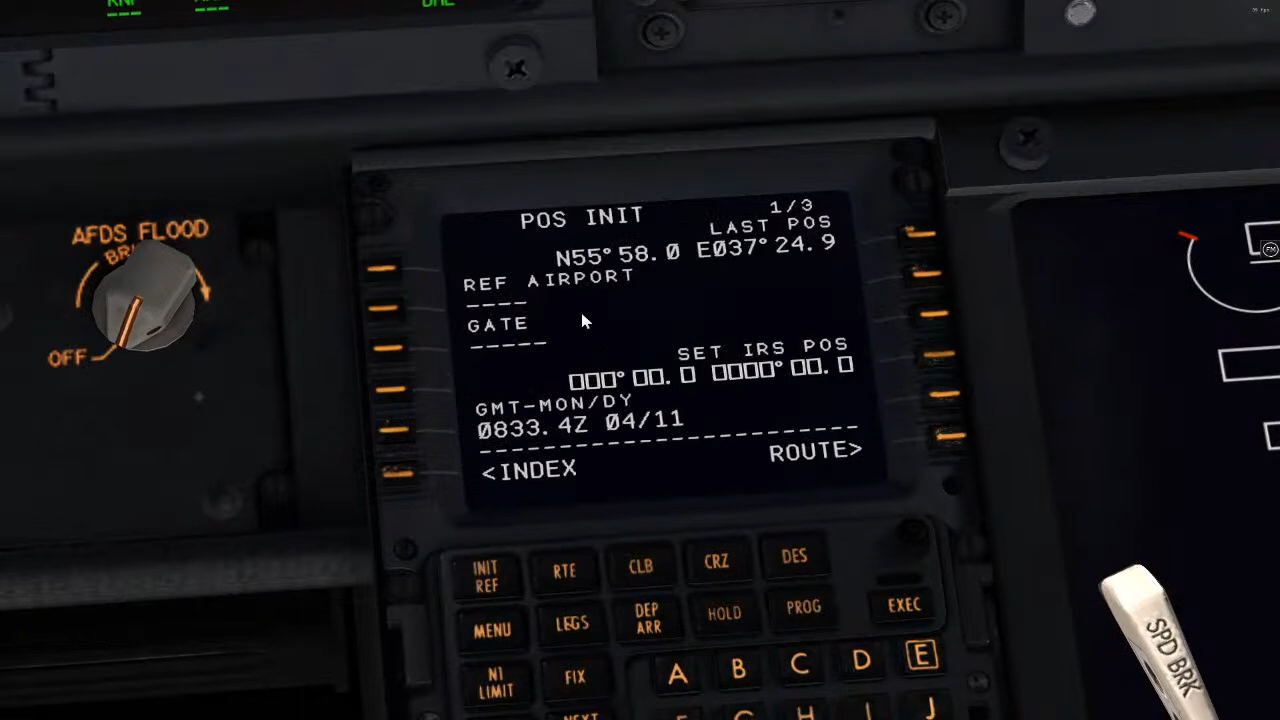 AFDS FLOOD
OFF
POS INIT 1/3
LAST POS
N55°58.0 E037°24.9
REF AIRPORT
----
GATE
-----
SET IRS POS
□□□°□□.□ □□□□°□□.□
GMT-MON/DY
0833.4Z 04/11
<INDEX ROUTE>
INIT REF RTE CLB CRZ DES
MENU LEGS DEP ARR HOLD PROG EXEC
N1 LIMIT FIX A B C D E
SPD BRK